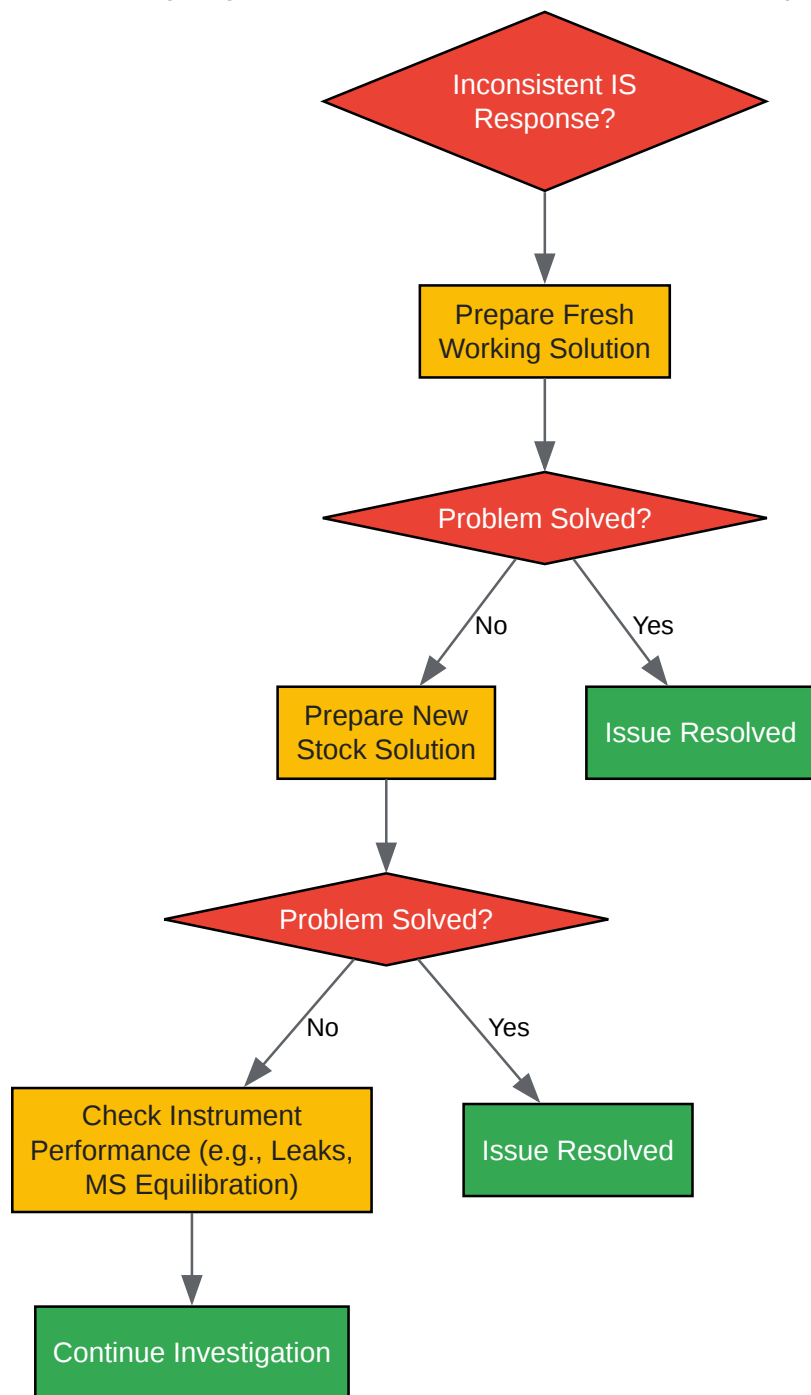 Inconsistent IS
Response?
Prepare Fresh
Working Solution
Problem Solved?
No
Yes
Prepare New
Stock Solution
Issue Resolved
Problem Solved?
No
Yes
Check Instrument
Performance (e.g., Leaks,
MS Equilibration)
Issue Resolved
Continue Investigation